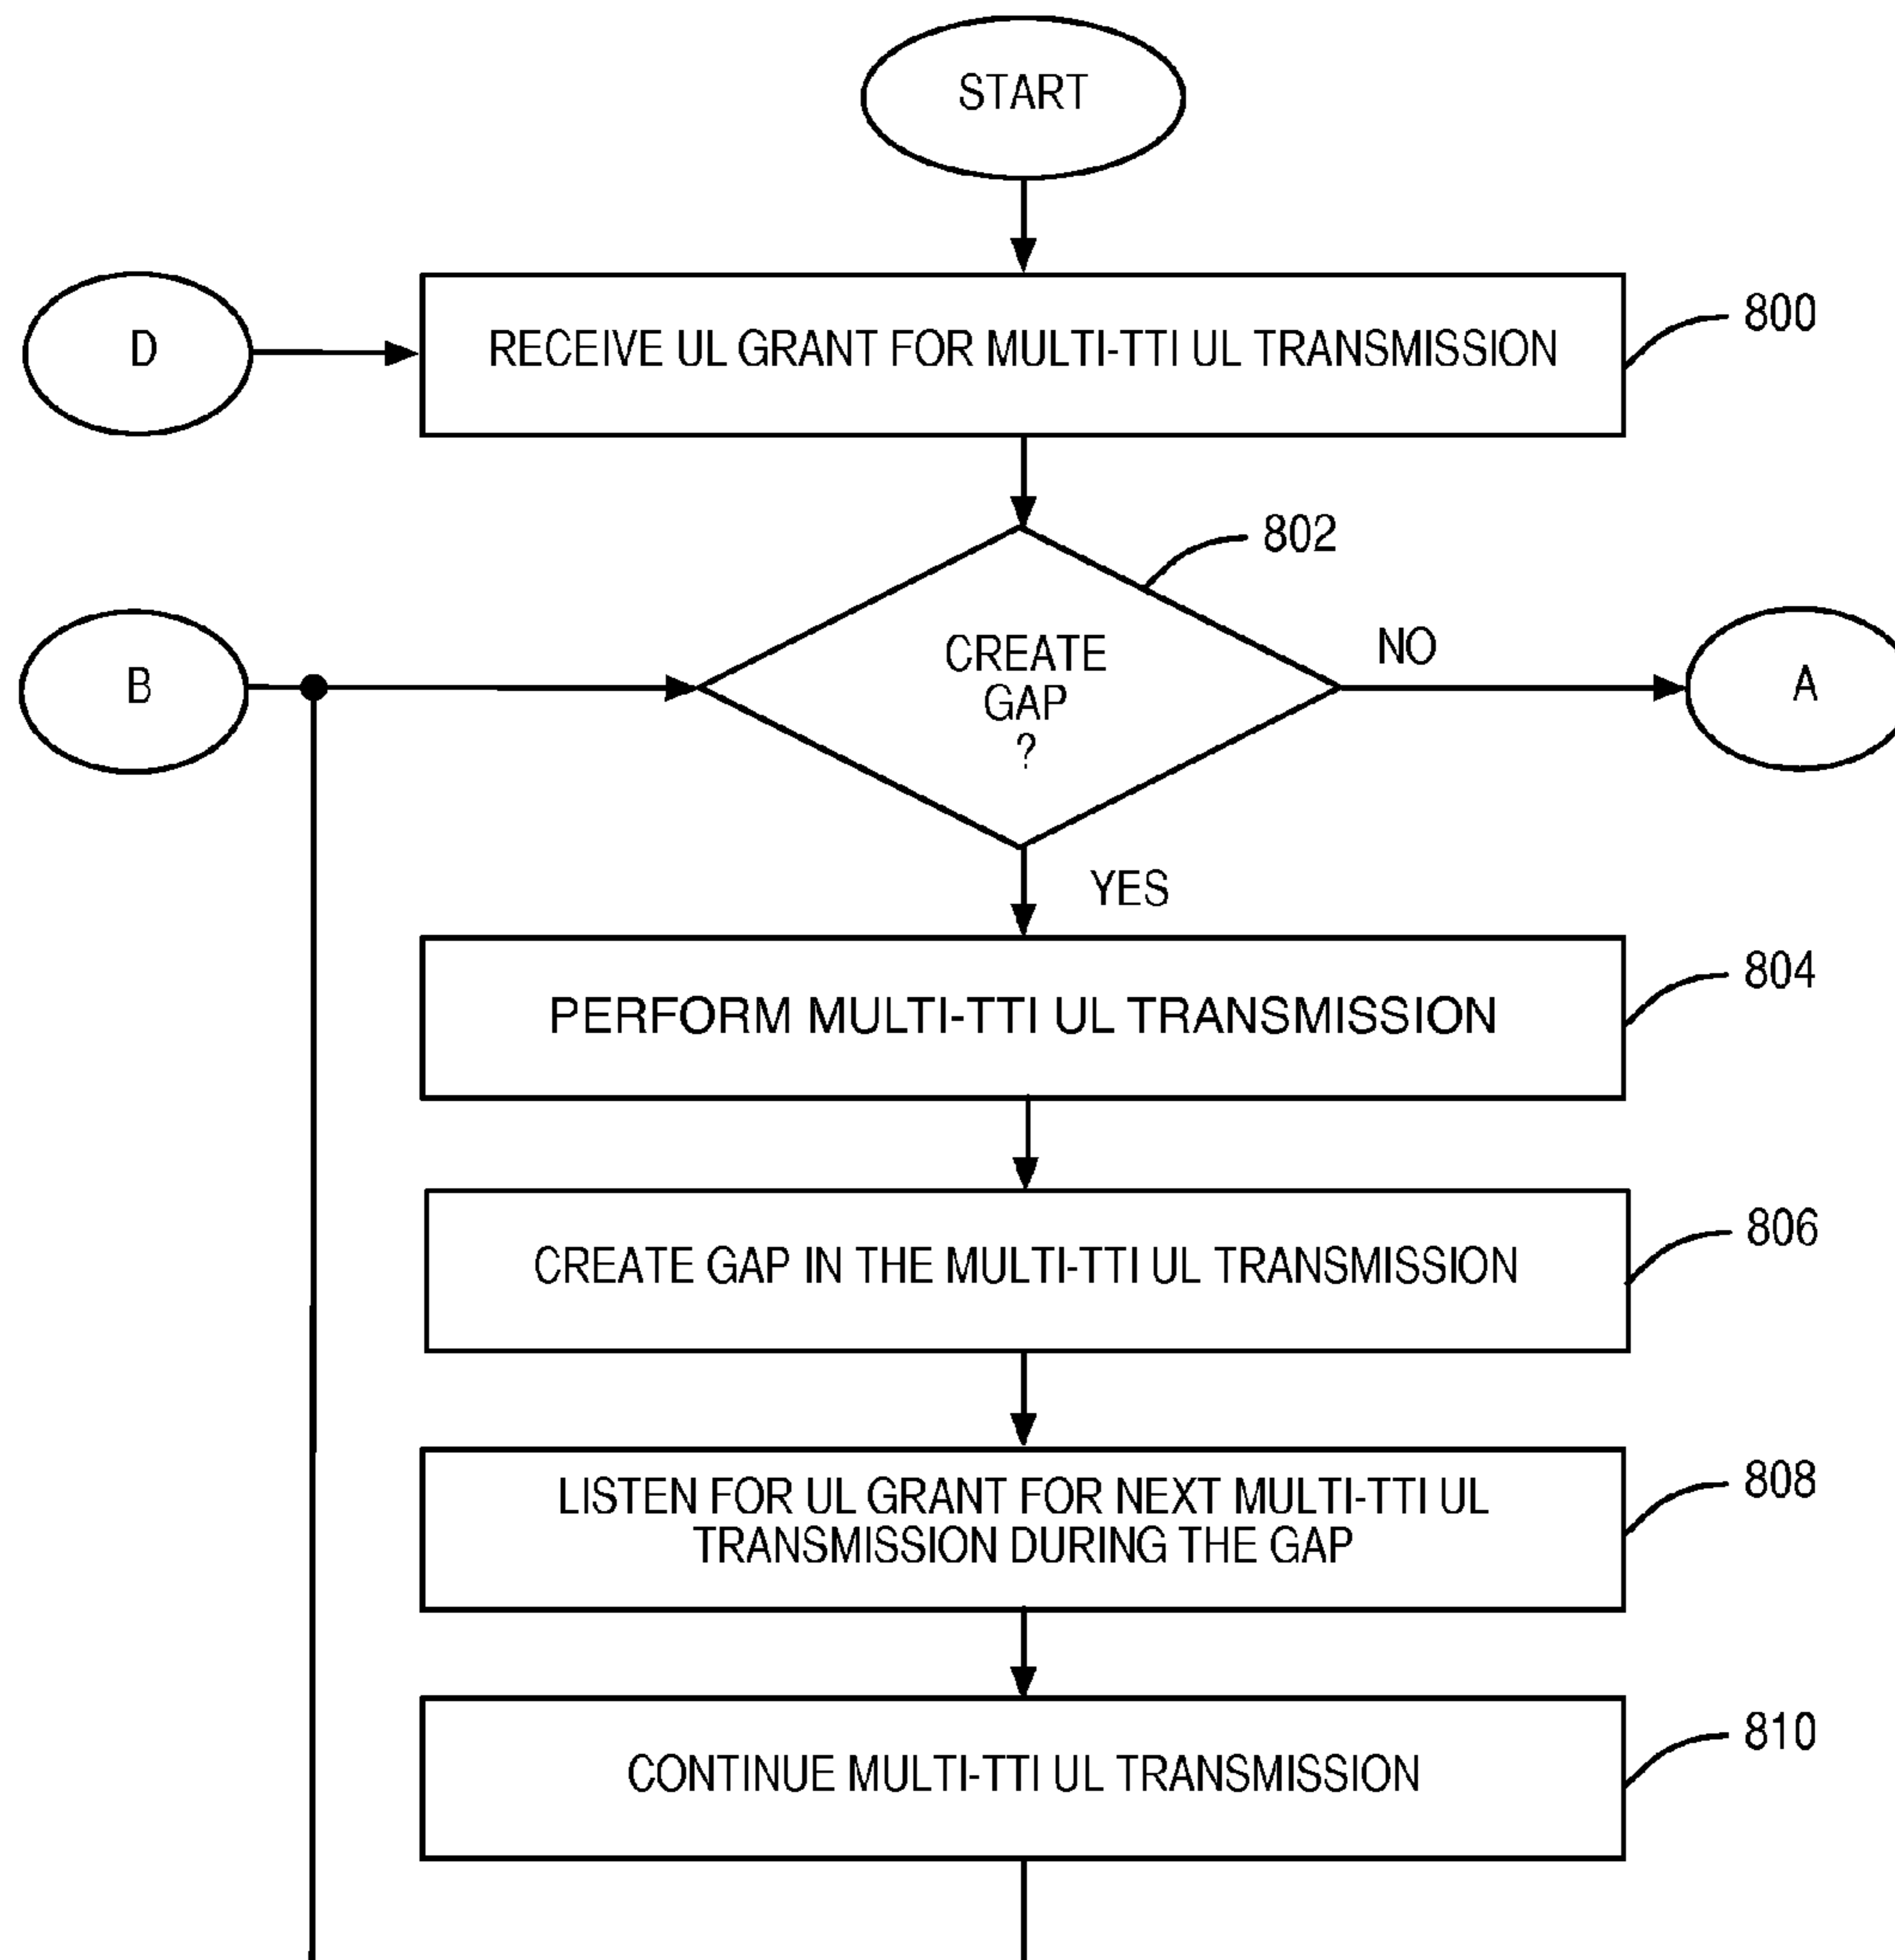 START
D
RECEIVE UL GRANT FOR MULTI-TTI UL TRANSMISSION
800
802
B
CREATE
GAP
?
NO
A
YES
PERFORM MULTI-TTI UL TRANSMISSION
804
CREATE GAP IN THE MULTI-TTI UL TRANSMISSION
806
LISTEN FOR UL GRANT FOR NEXT MULTI-TTI UL
TRANSMISSION DURING THE GAP
808
CONTINUE MULTI-TTI UL TRANSMISSION
810